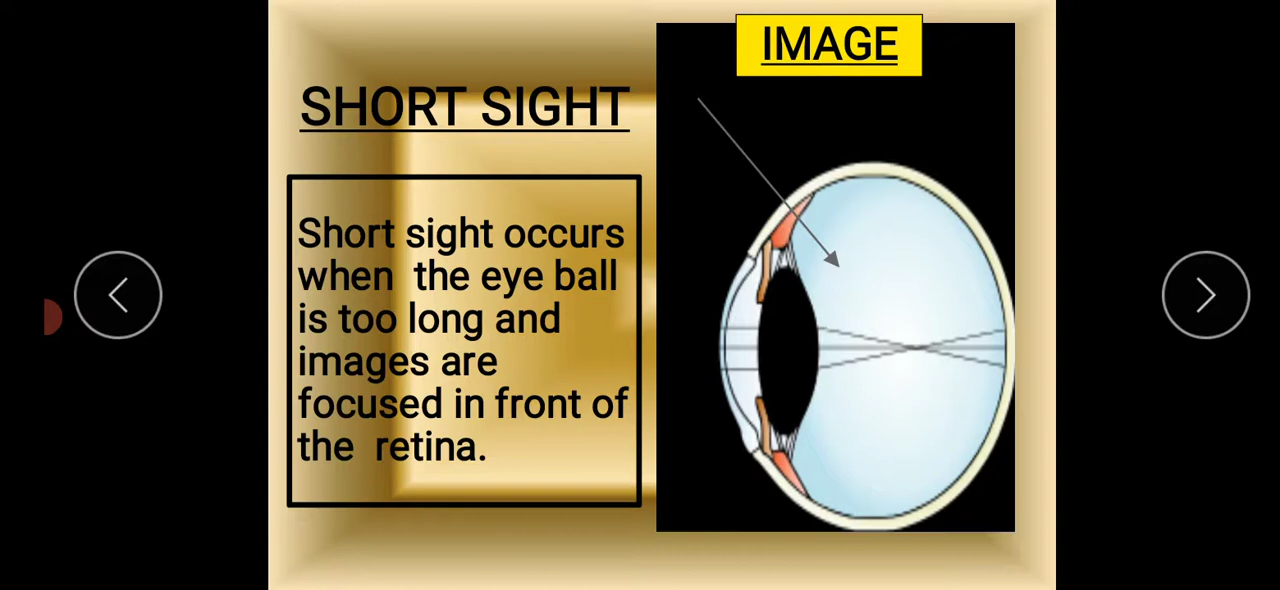 IMAGE
SHORT SIGHT
Short sight occurs
when the eye ball
is too long and
images are
focused in front of
the retina.